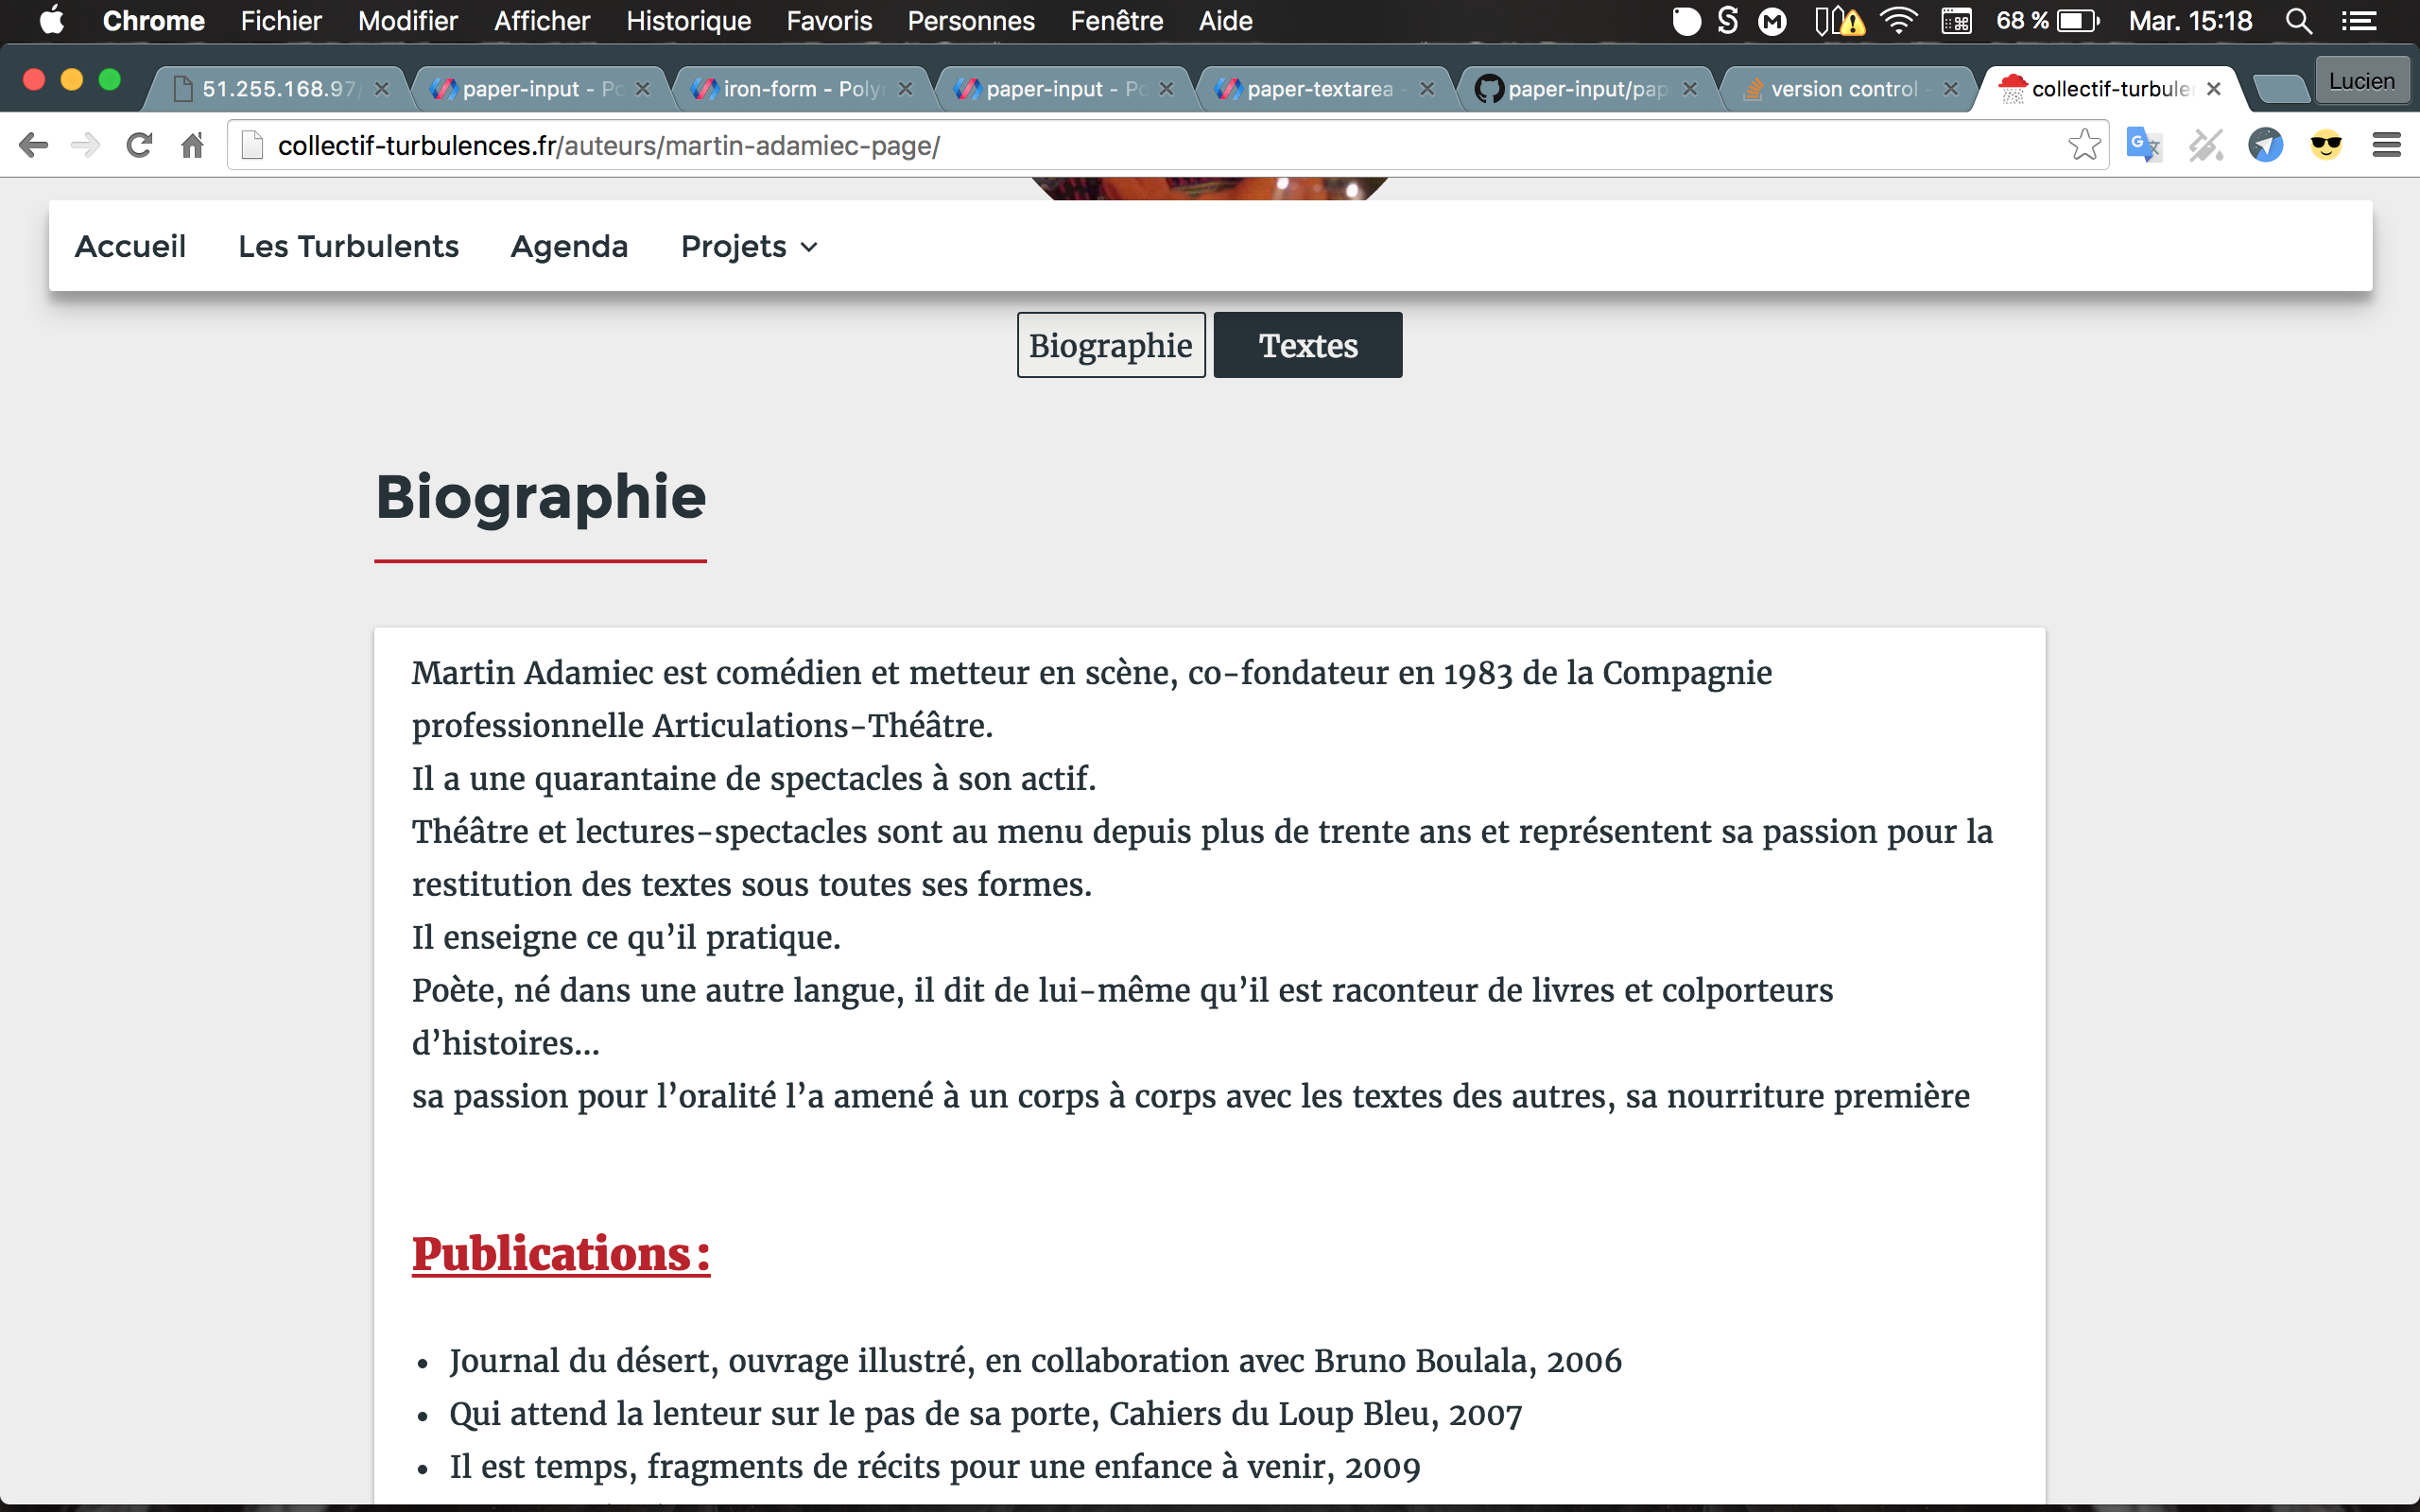 Chrome Fichier Modifier Afficher Historique Favoris Personnes Fenêtre Aide 68 % Mar. 15:18
51.255.168.97/ paper-input - Po iron-form - Polyr paper-input - Po paper-textarea - paper-input/pap version control - collectif-turbule Lucien
collectif-turbulences.fr/auteurs/martin-adamiec-page/
Accueil Les Turbulents Agenda Projets
Biographie Textes
Biographie
Martin Adamiec est comédien et metteur en scène, co-fondateur en 1983 de la Compagnie
professionnelle Articulations-Théâtre.
Il a une quarantaine de spectacles à son actif.
Théâtre et lectures-spectacles sont au menu depuis plus de trente ans et représentent sa passion pour la
restitution des textes sous toutes ses formes.
Il enseigne ce qu’il pratique.
Poète, né dans une autre langue, il dit de lui-même qu’il est raconteur de livres et colporteurs
d’histoires…
sa passion pour l’oralité l’a amené à un corps à corps avec les textes des autres, sa nourriture première
Publications :
• Journal du désert, ouvrage illustré, en collaboration avec Bruno Boulala, 2006
• Qui attend la lenteur sur le pas de sa porte, Cahiers du Loup Bleu, 2007
• Il est temps, fragments de récits pour une enfance à venir, 2009